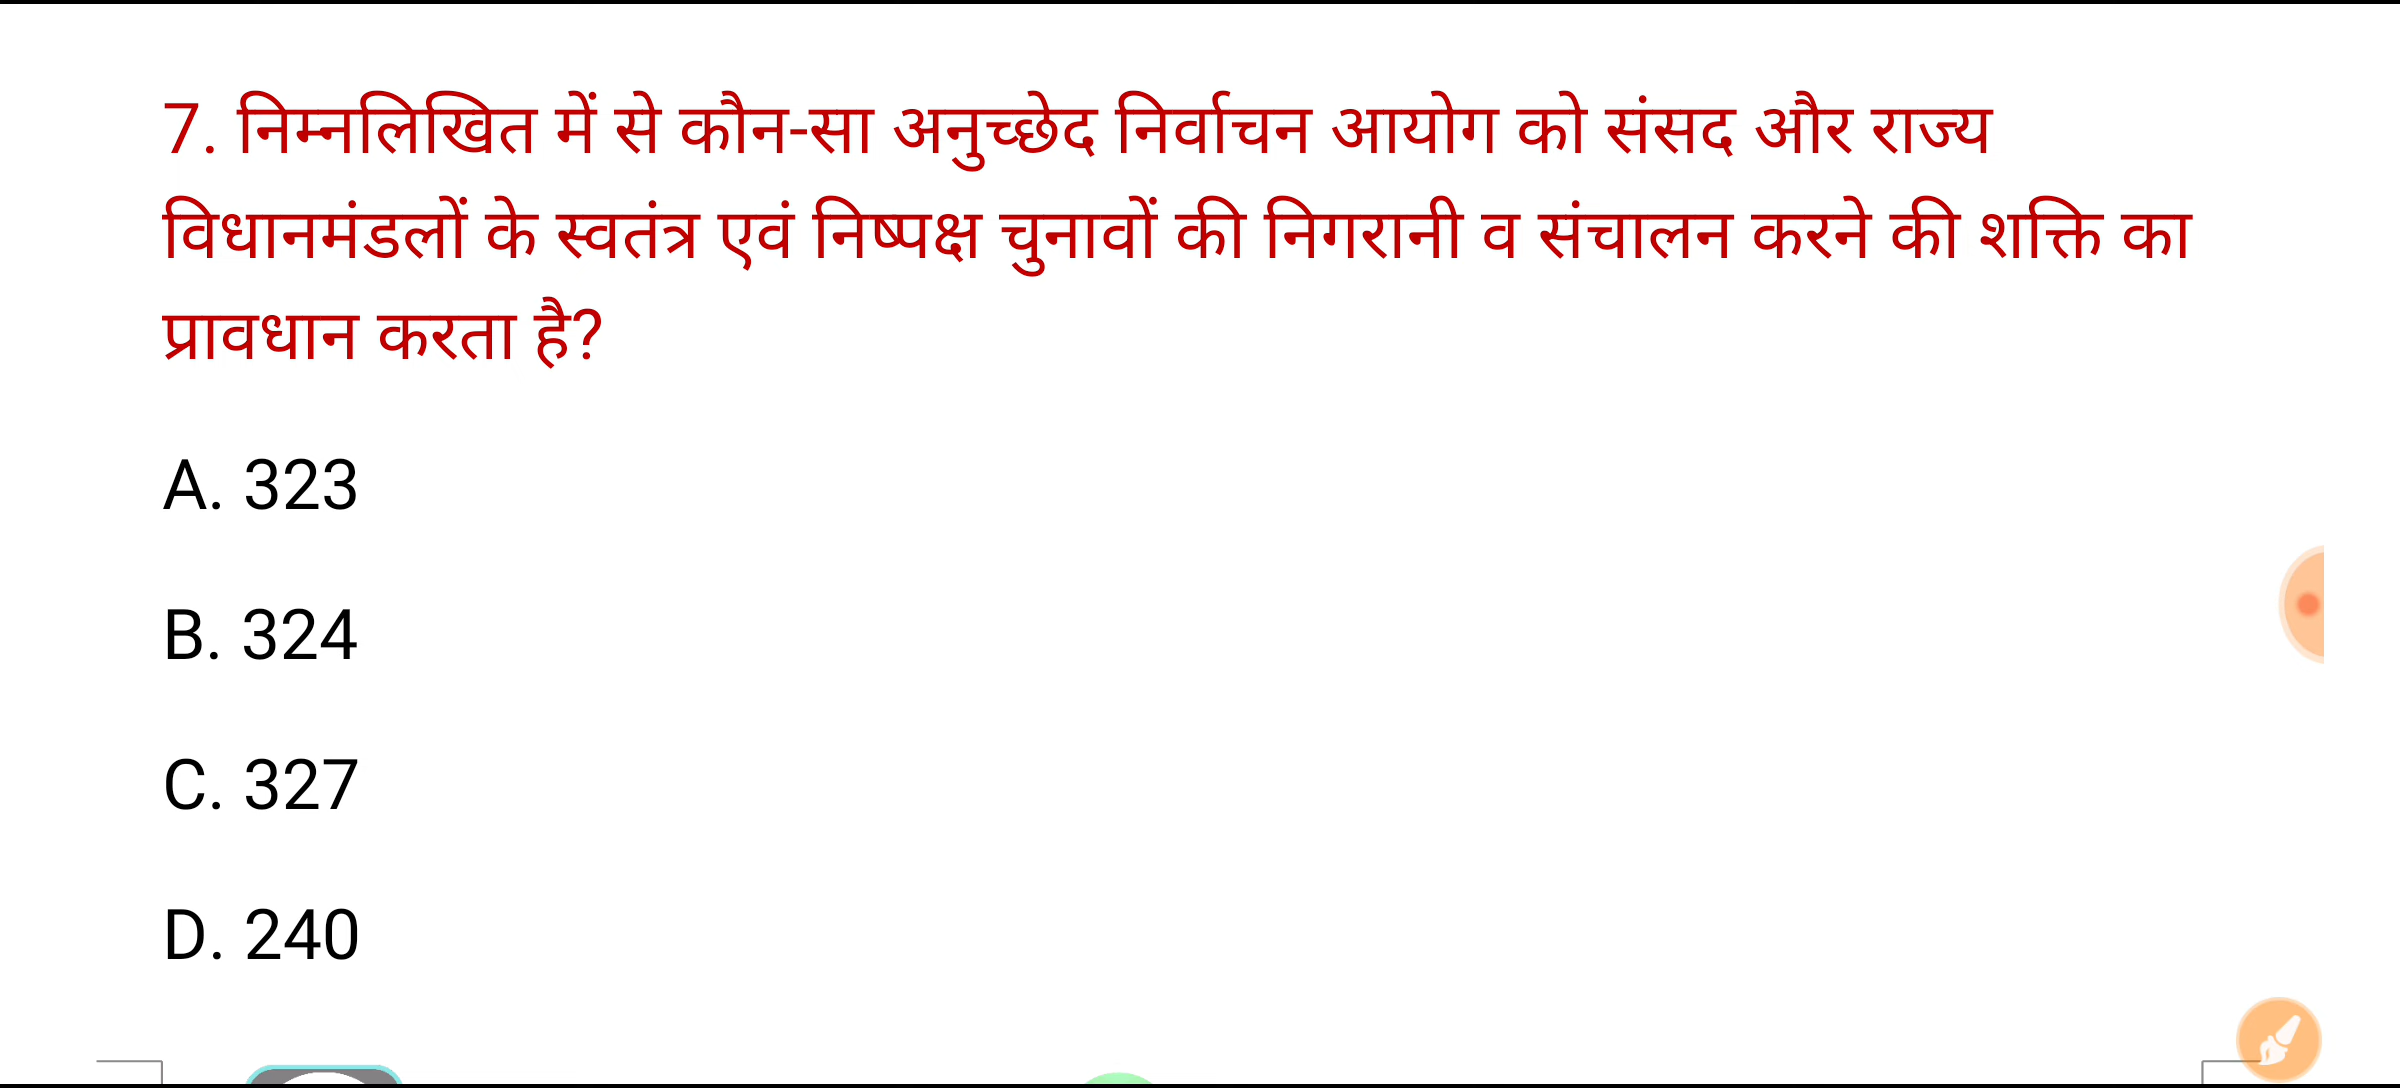 7. निम्नलिखित में से कौन-सा अनुच्छेद निर्वाचन आयोग को संसद और राज्य
विधानमंडलों के स्वतंत्र एवं निष्पक्ष चुनावों की निगरानी व संचालन करने की शक्ति का
प्रावधान करता है?
A. 323
B. 324
C. 327
D. 240